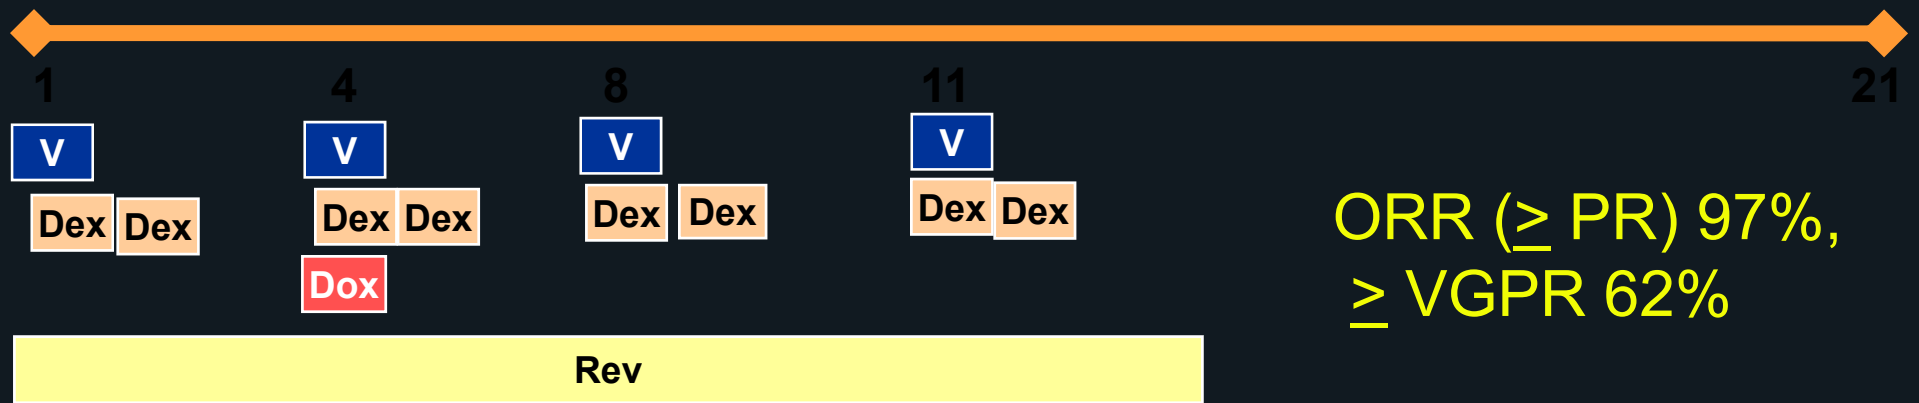 1 4 8 11 21
V V V V
Dex Dex Dex Dex Dex Dex Dex Dex
Dox
ORR (≥ PR) 97%,
≥ VGPR 62%
Rev